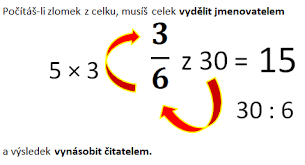 Počítáš-li zlomek z celku, musíš celek vydělit jmenovatelem
5 × 3
3
6
z 30 = 15
30 : 6
a výsledek vynásobit čitatelem.